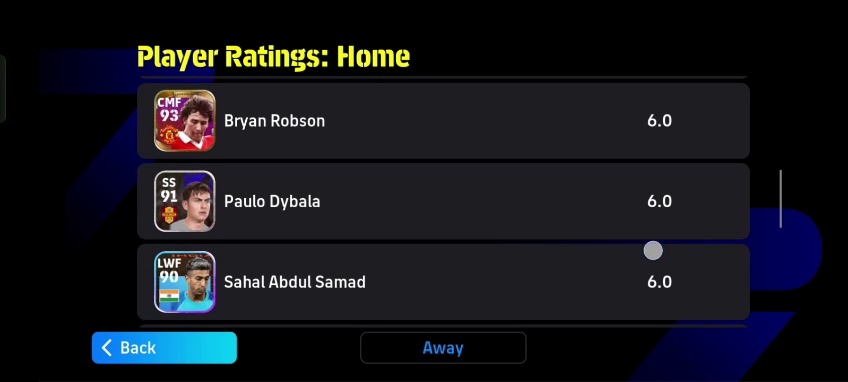 Player Ratings: Home
CMF
93
Bryan Robson
6.0
SS
91
Paulo Dybala
6.0
LWF
90
Sahal Abdul Samad
6.0
Back
Away